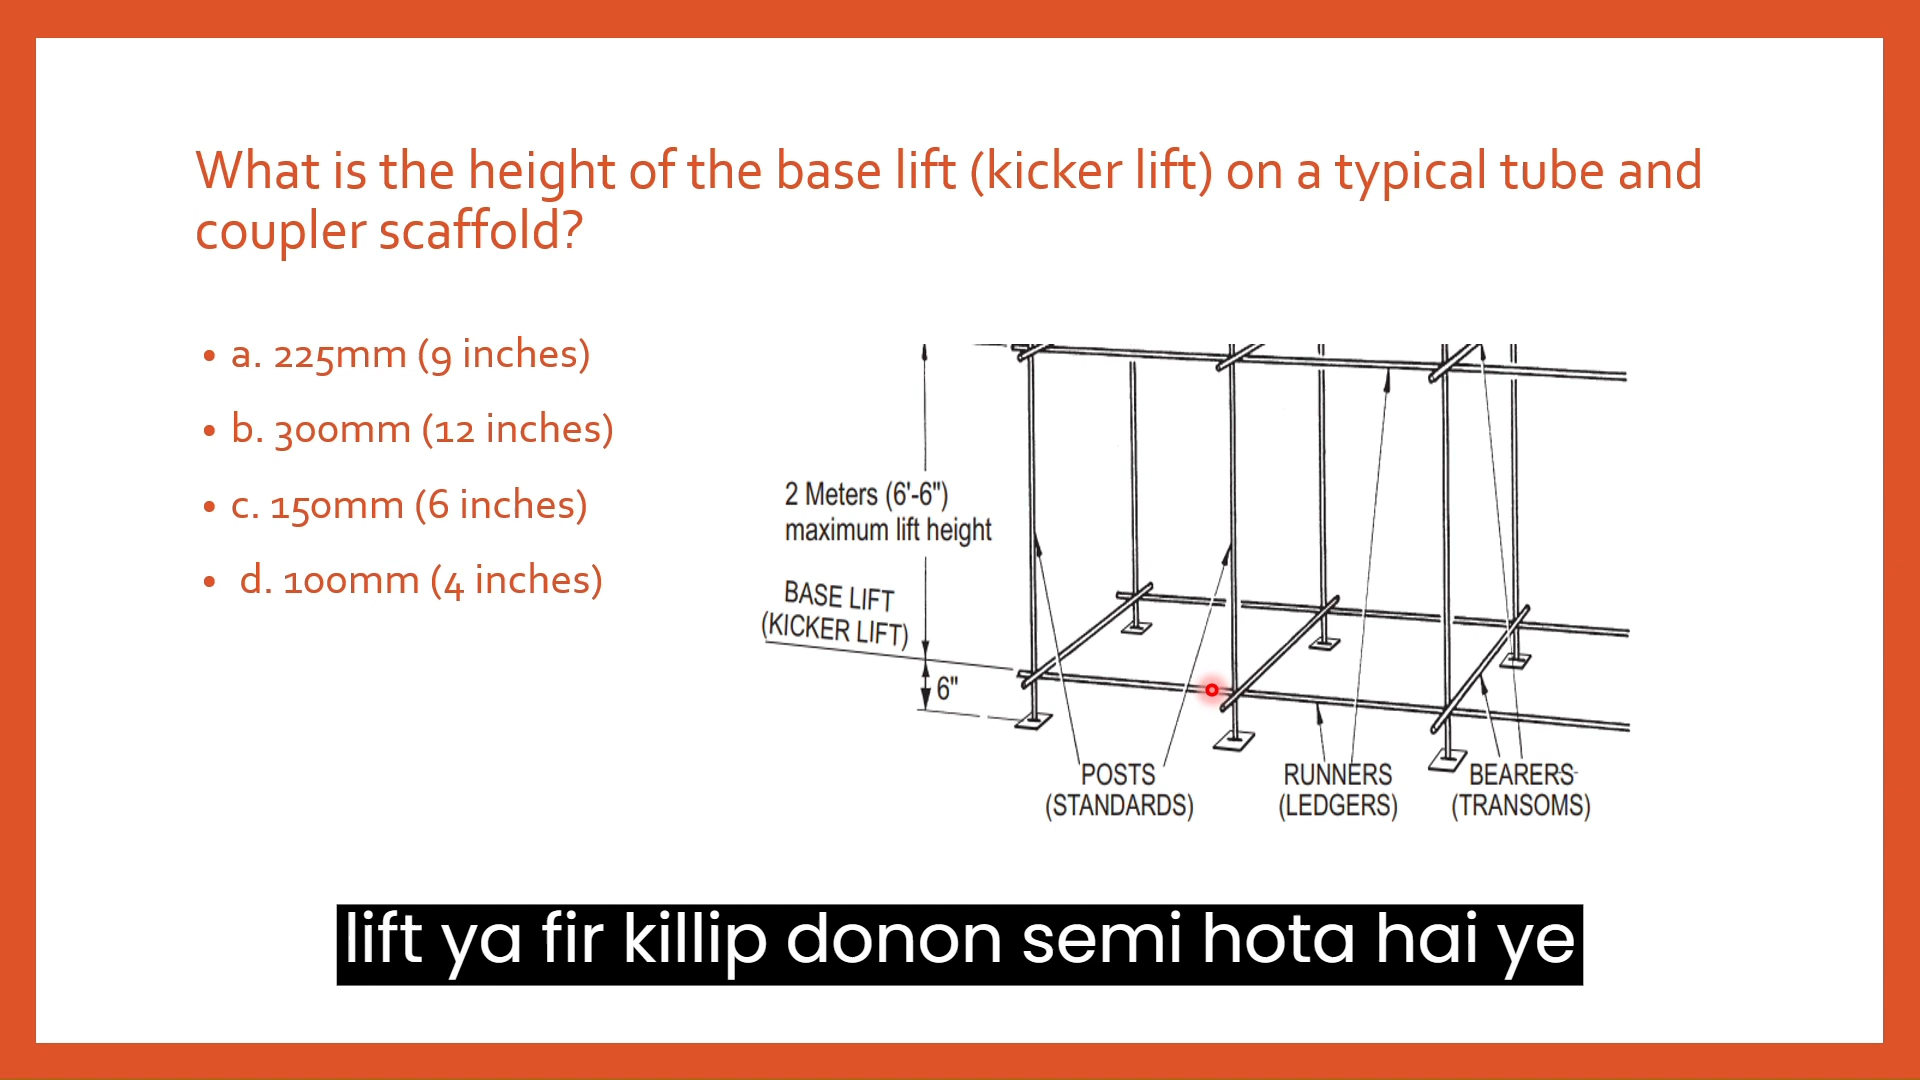 What is the height of the base lift (kicker lift) on a typical tube and
coupler scaffold?
• a. 225mm (9 inches)
• b. 300mm (12 inches)
• c. 150mm (6 inches)
• d. 100mm (4 inches)
2 Meters (6'-6")
maximum lift height
BASE LIFT
(KICKER LIFT)
6"
POSTS
(STANDARDS)
RUNNERS
(LEDGERS)
BEARERS
(TRANSOMS)
lift ya fir killip donon semi hota hai ye